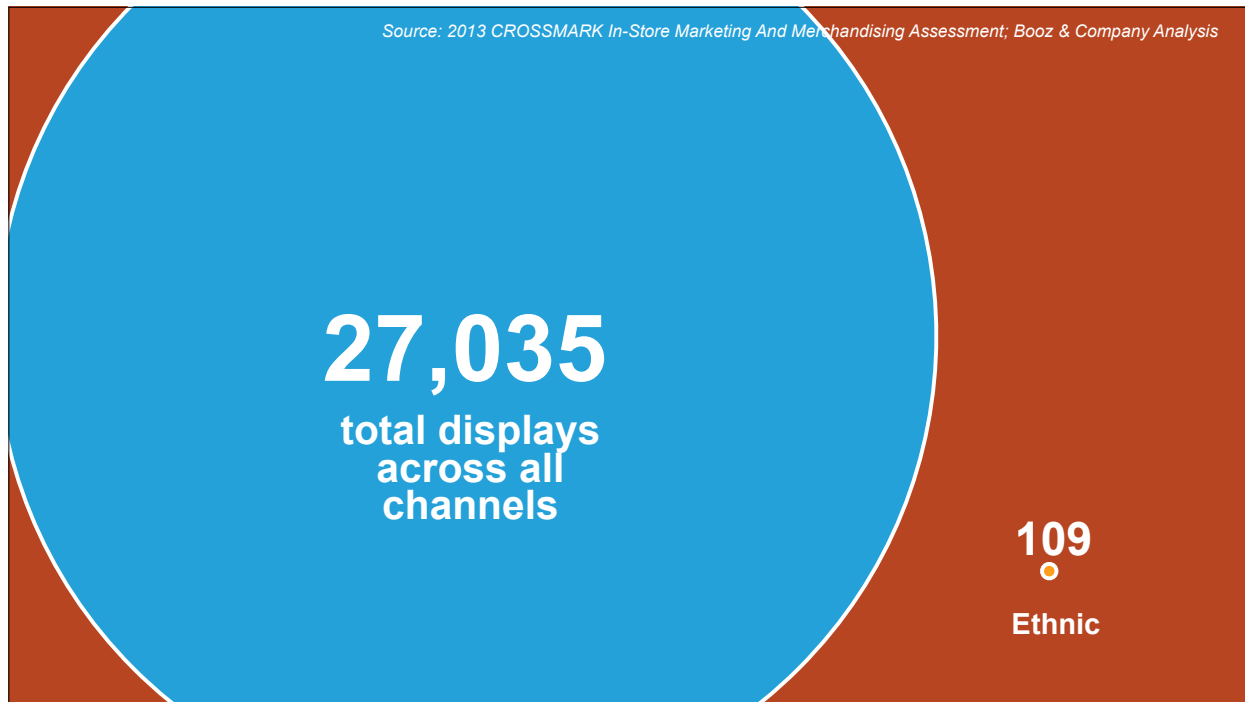 Source: 2013 CROSSMARK In-Store Marketing And Merchandising Assessment; Booz & Company Analysis
27,035
total displays
across all
channels
109
Ethnic